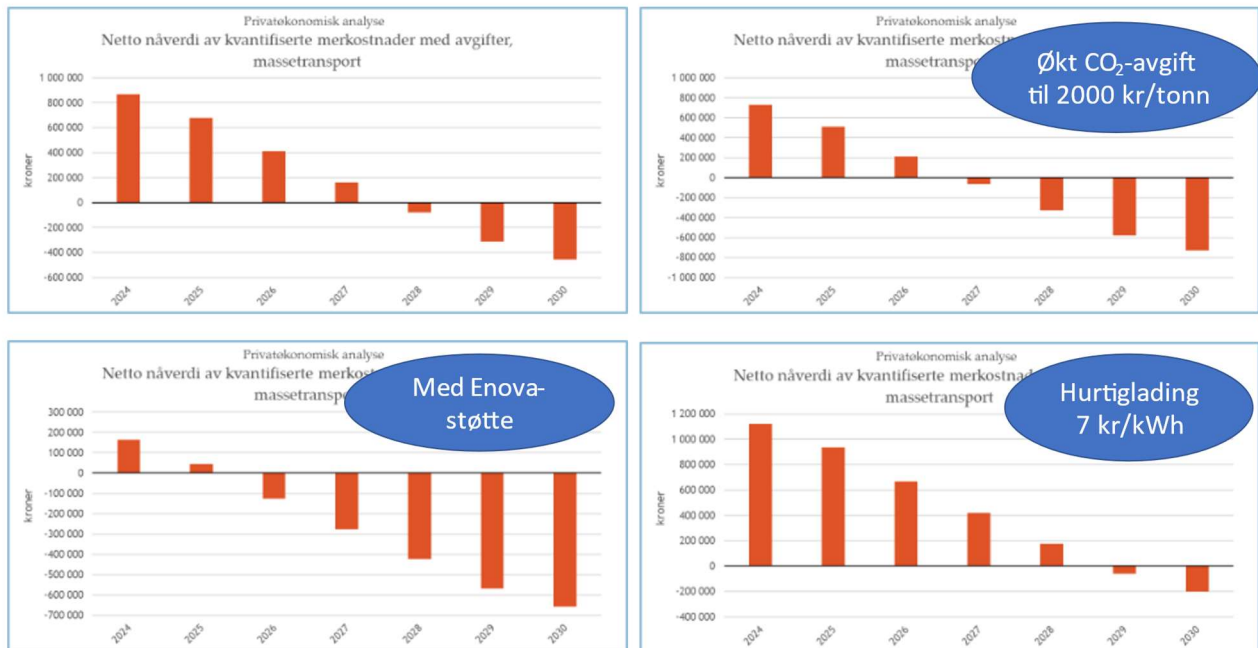 Privatøkonomisk analyse
Netto nåverdi av kvantifiserte merkostnader med avgifter,
massetransport
kroner
1 000 000
800 000
600 000
400 000
200 000
0
-200 000
-400 000
-600 000
2024
2025
2026
2027
2028
2029
2030
Privatøkonomisk analyse
Netto nåverdi av kvantifiserte
Økt CO₂-avgift
til 2000 kr/tonn
kroner
1 000 000
800 000
600 000
400 000
200 000
0
-200 000
-400 000
-600 000
-800 000
-1 000 000
2024
2025
2026
2027
2028
2029
2030
Privatøkonomisk analyse
Netto nåverdi av kvantifiserte
Med Enova-
støtte
kroner
300 000
200 000
100 000
0
-100 000
-200 000
-300 000
-400 000
-500 000
-600 000
-700 000
2024
2025
2026
2027
2028
2029
2030
Privatøkonomisk analyse
Netto nåverdi av kvantifiserte
massetransport
Hurtiglading
7 kr/kWh
kroner
1 200 000
1 000 000
800 000
600 000
400 000
200 000
0
-200 000
-400 000
2024
2025
2026
2027
2028
2029
2030